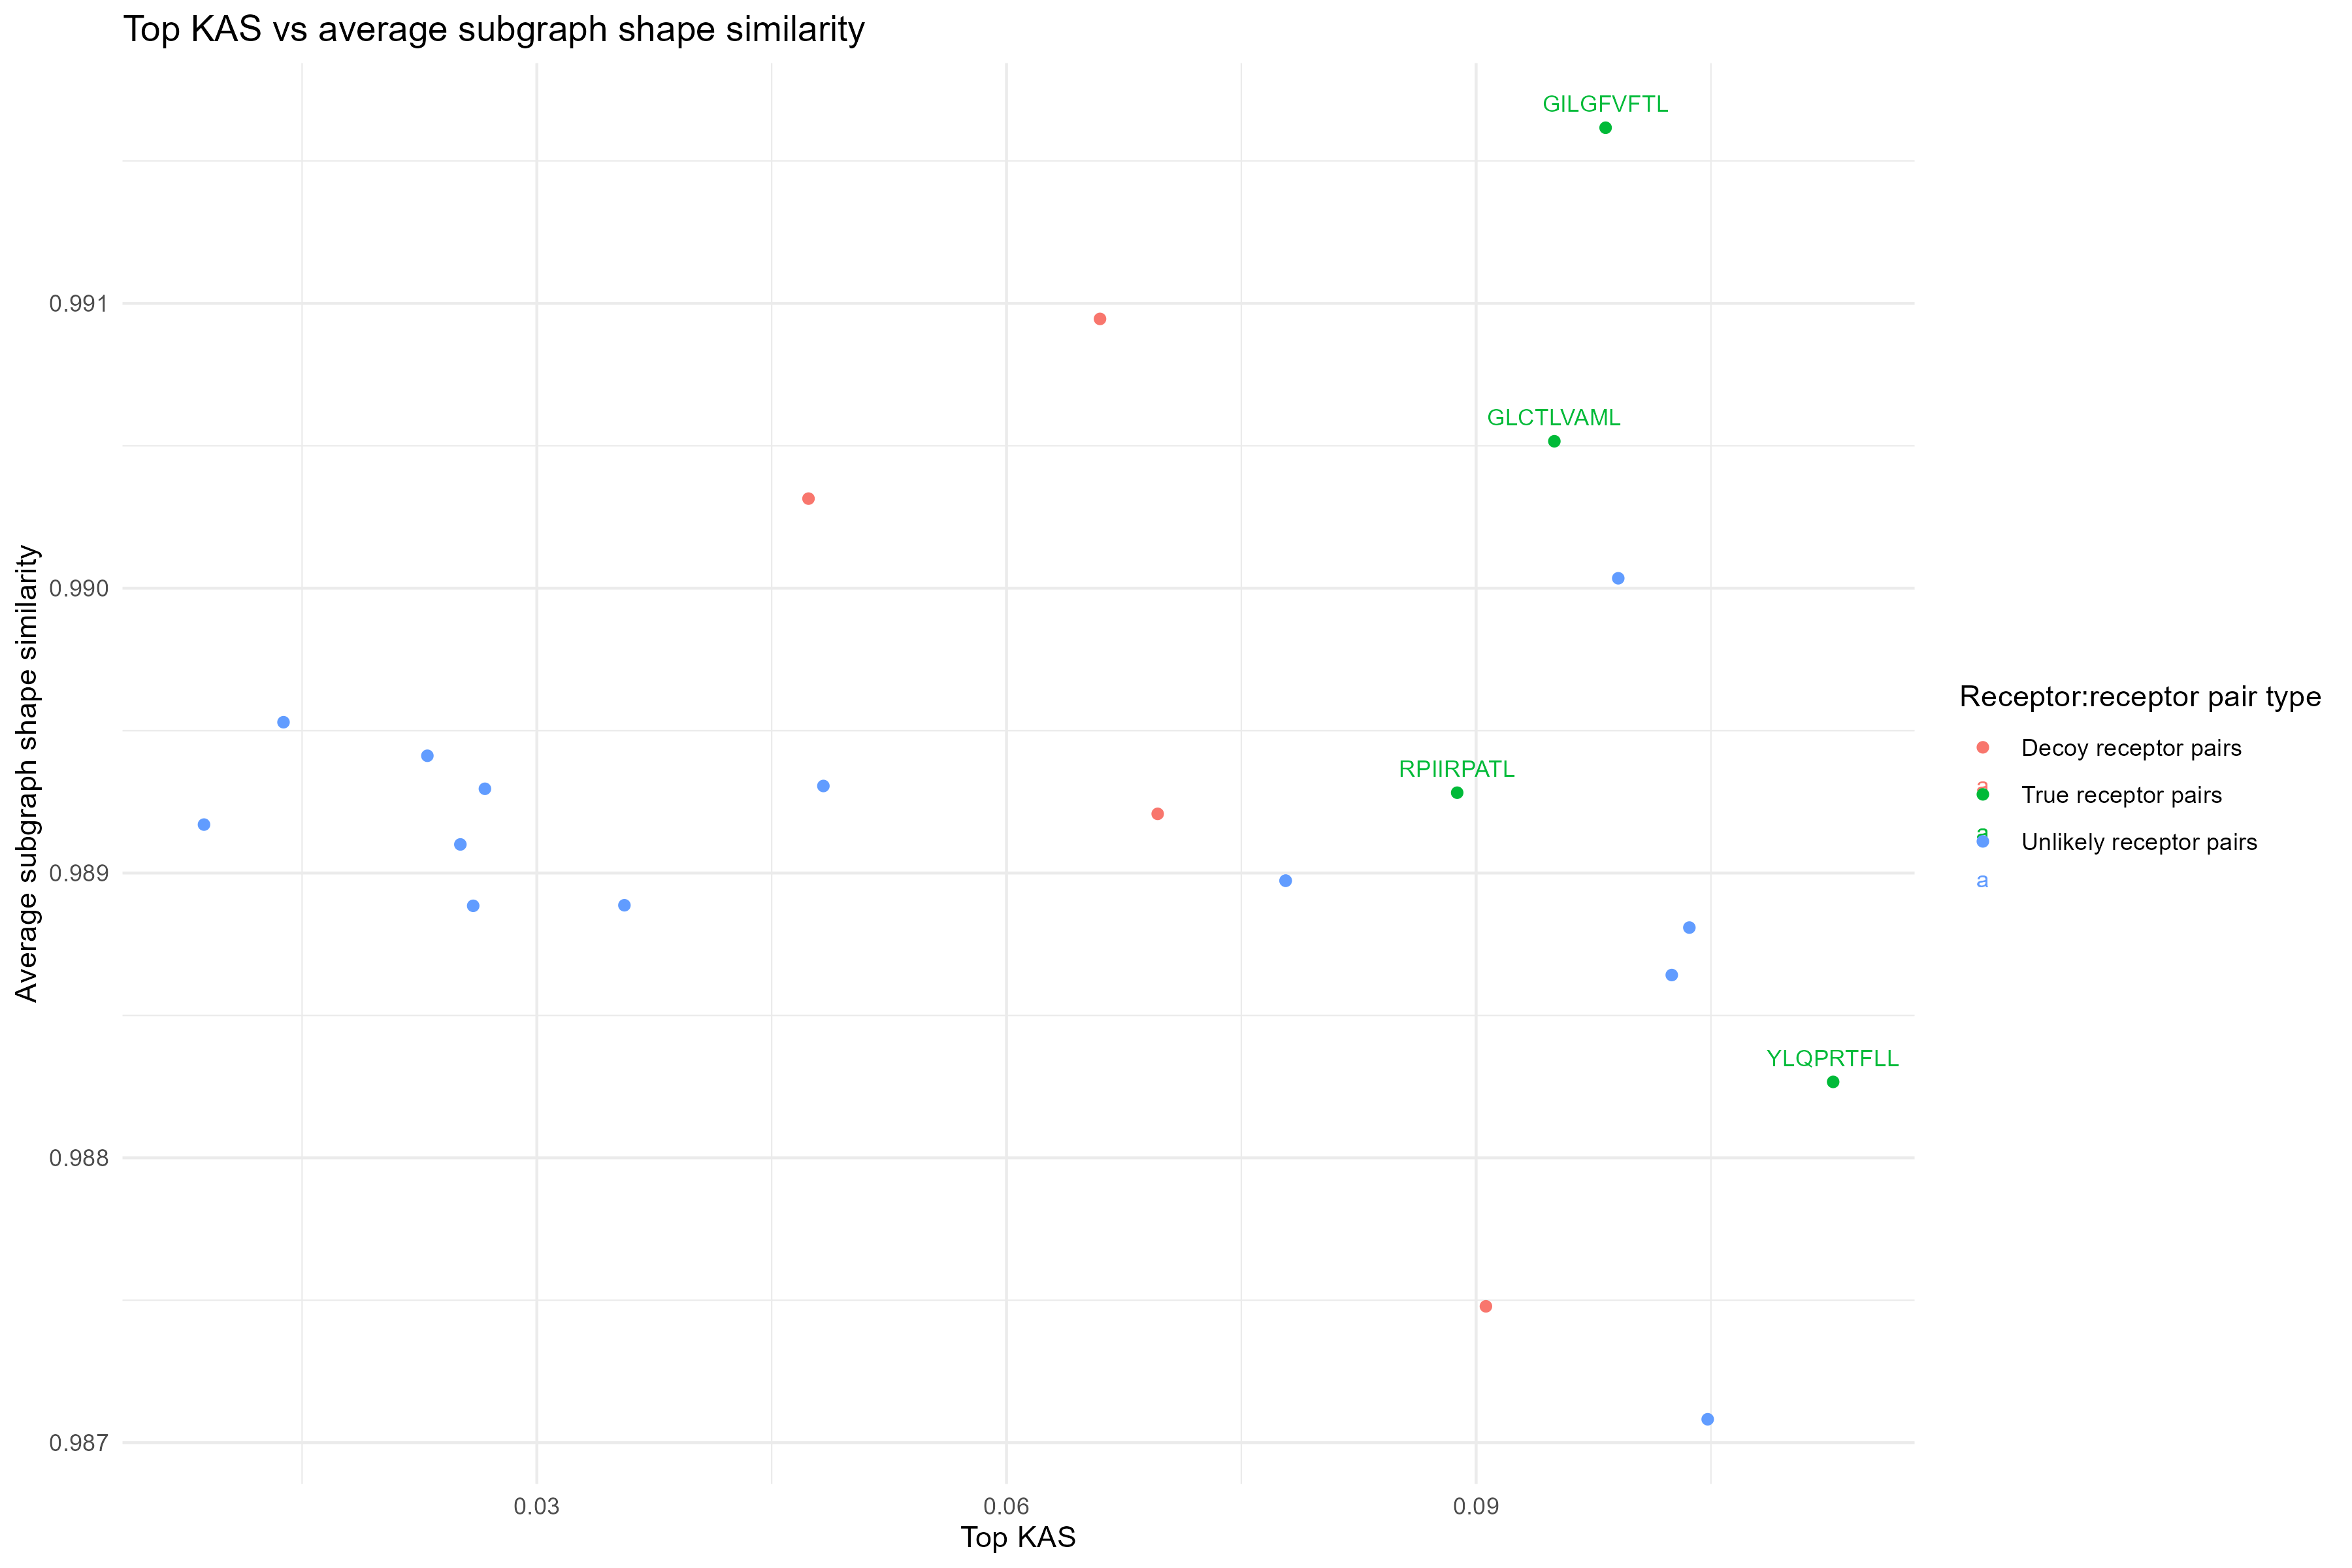 Top KAS vs average subgraph shape similarity
GILGFVFTL
0.991
GLCTLVAML
0.990
Average subgraph shape similarity
Receptor:receptor pair type
Decoy receptor pairs
a
True receptor pairs
a
Unlikely receptor pairs
a
RPIIRPATL
0.989
YLQPRTFLL
0.988
0.987
0.03 0.06 0.09
Top KAS